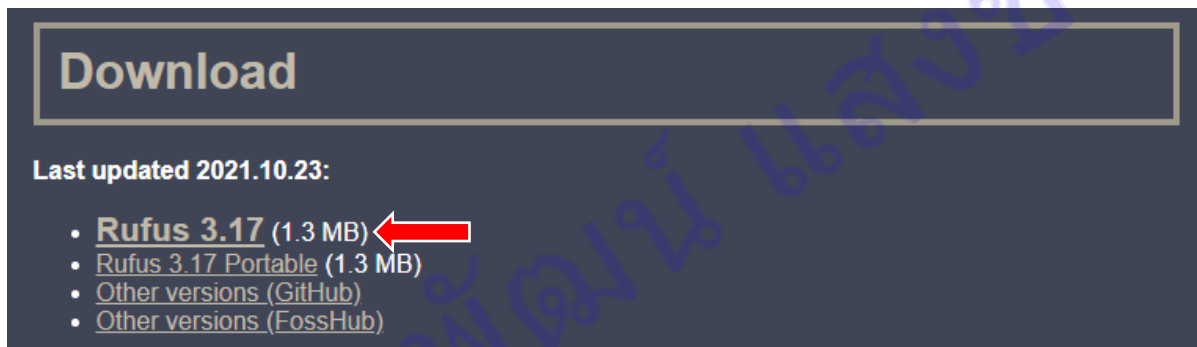 Download
Last updated 2021.10.23:
• Rufus 3.17 (1.3 MB)
• Rufus 3.17 Portable (1.3 MB)
• Other versions (GitHub)
• Other versions (FossHub)